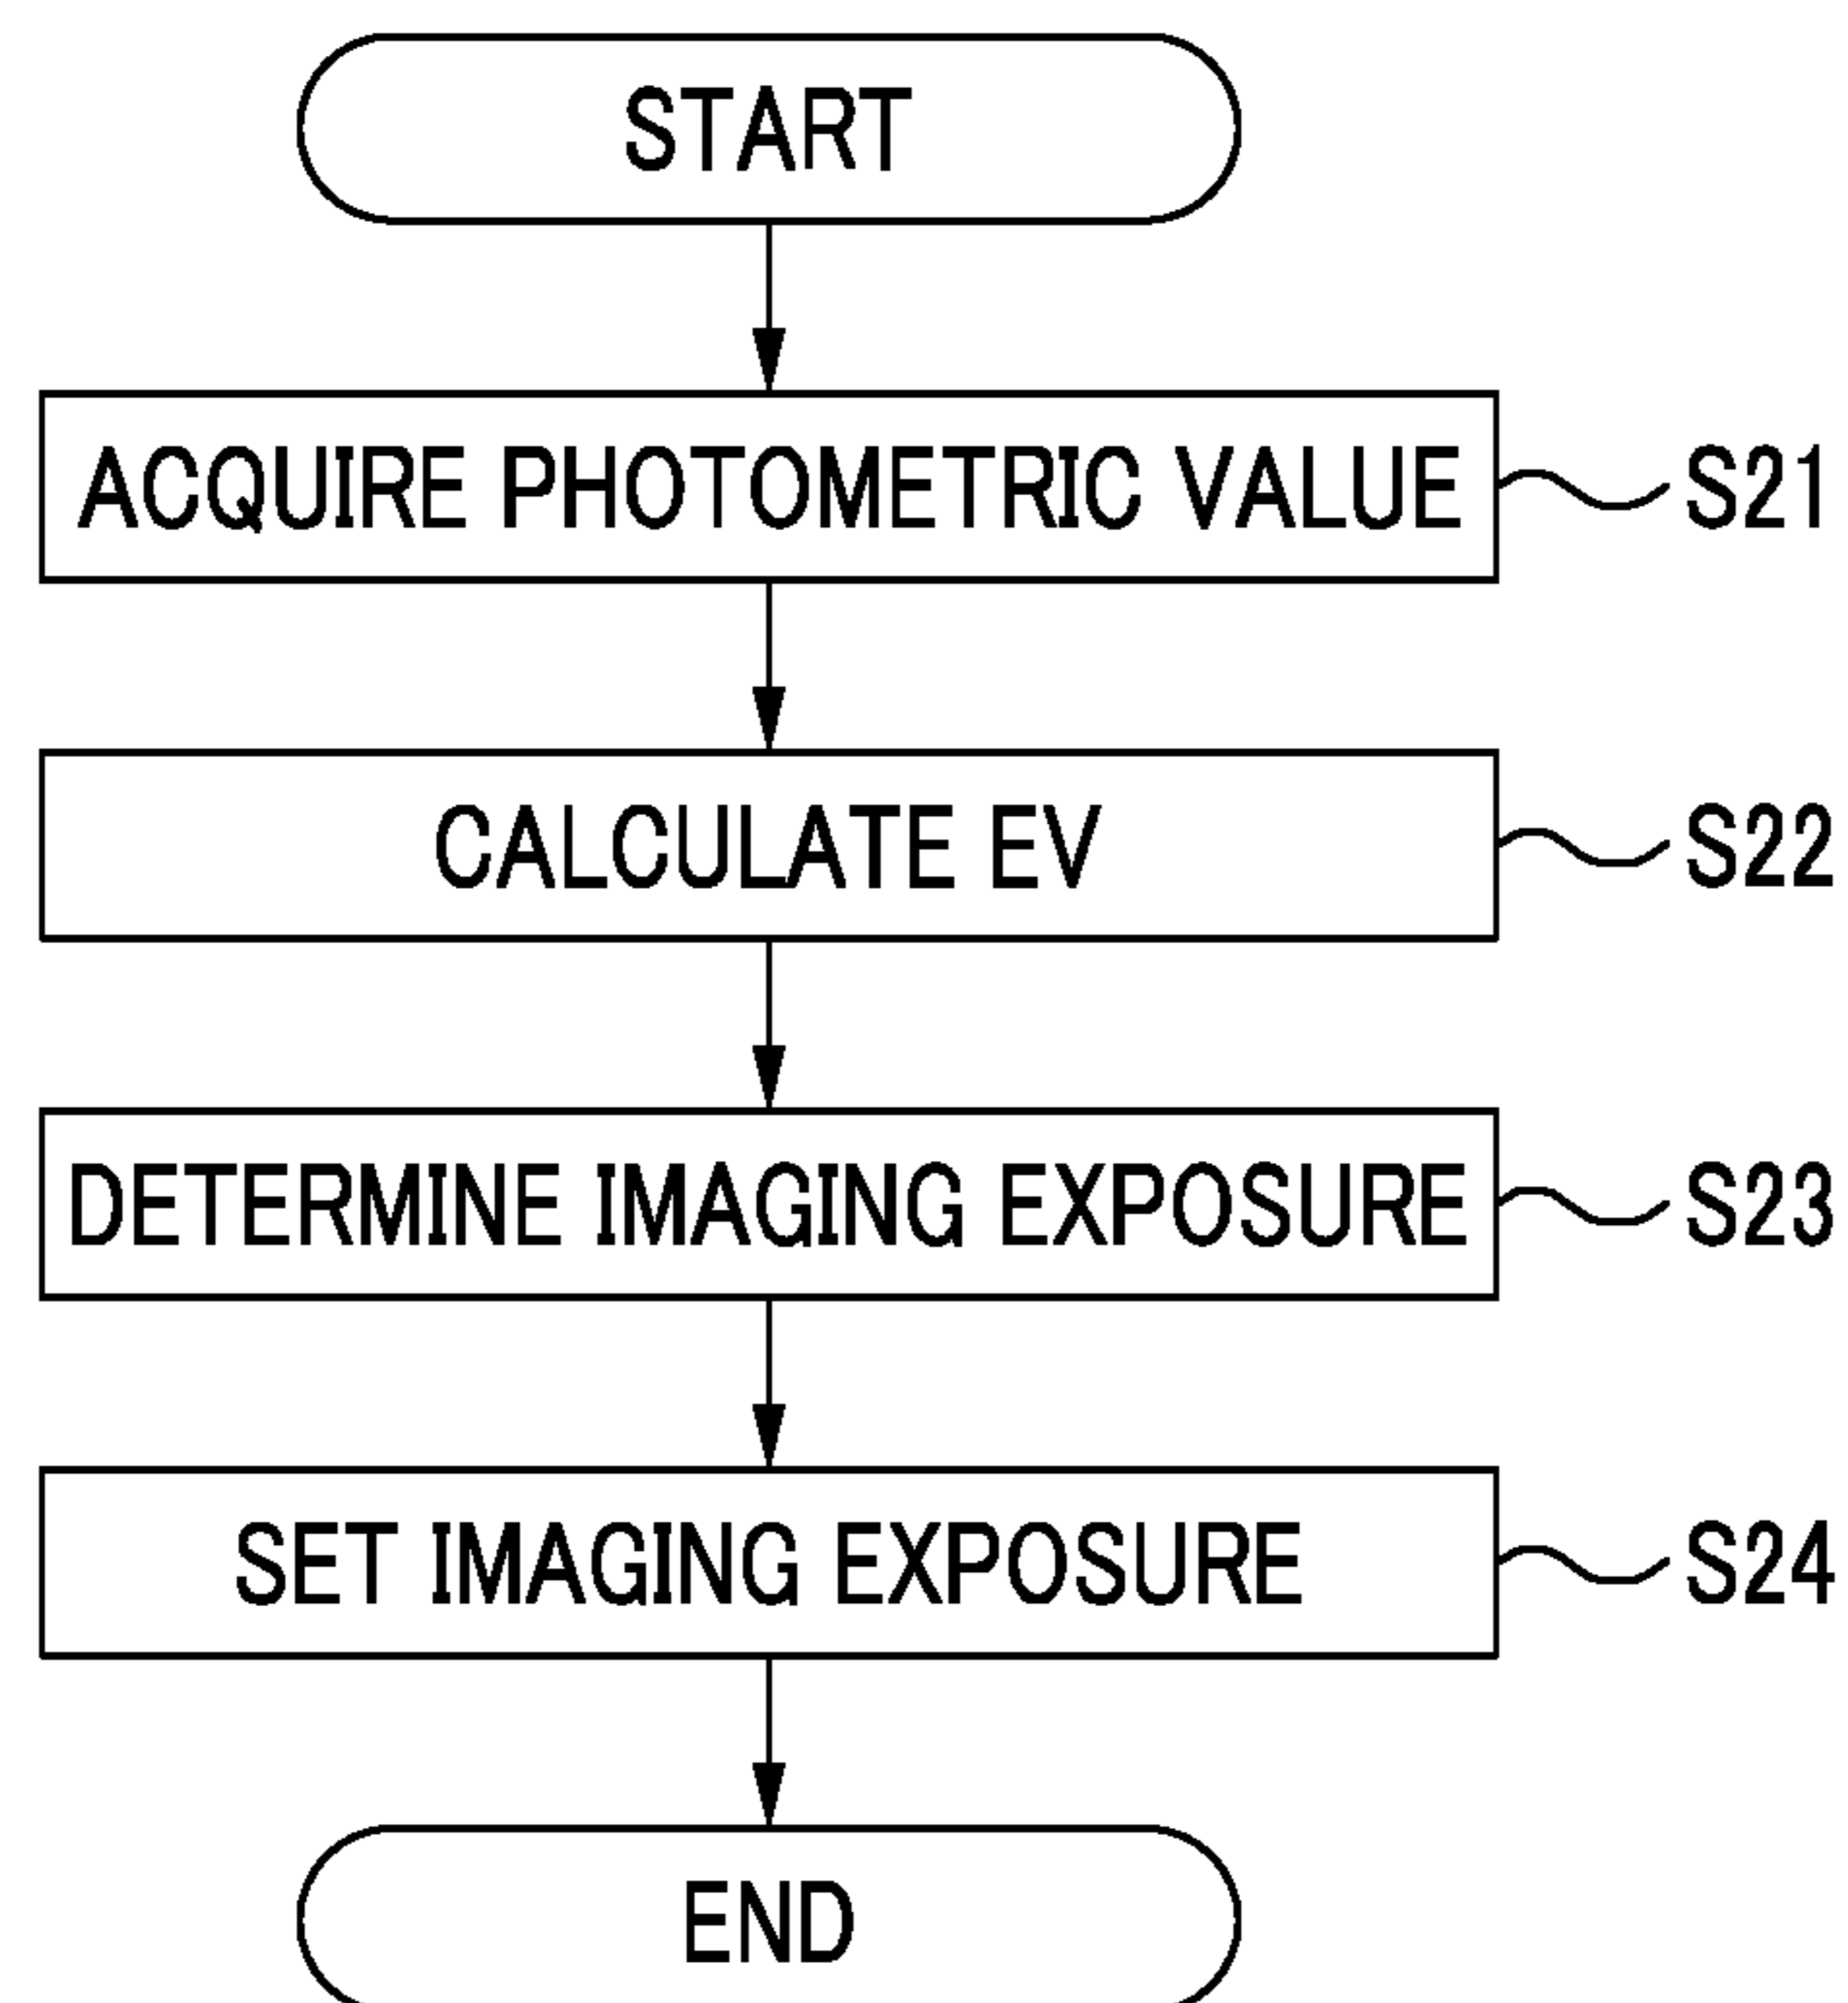 START
ACQUIRE PHOTOMETRIC VALUE S21
CALCULATE EV S22
DETERMINE IMAGING EXPOSURE S23
SET IMAGING EXPOSURE S24
END